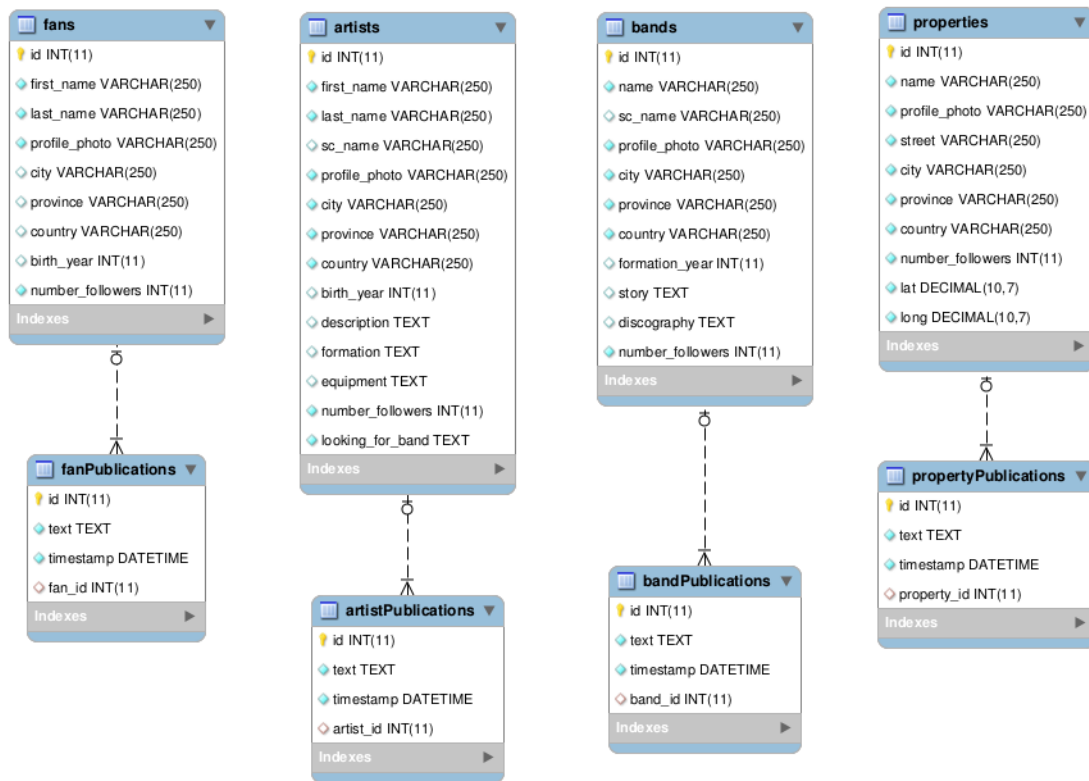 fans
id INT(11)
first_name VARCHAR(250)
last_name VARCHAR(250)
profile_photo VARCHAR(250)
city VARCHAR(250)
province VARCHAR(250)
country VARCHAR(250)
birth_year INT(11)
number_followers INT(11)
Indexes
fanPublications
id INT(11)
text TEXT
timestamp DATETIME
fan_id INT(11)
Indexes
artists
id INT(11)
first_name VARCHAR(250)
last_name VARCHAR(250)
sc_name VARCHAR(250)
profile_photo VARCHAR(250)
city VARCHAR(250)
province VARCHAR(250)
country VARCHAR(250)
birth_year INT(11)
description TEXT
formation TEXT
equipment TEXT
number_followers INT(11)
looking_for_band TEXT
Indexes
artistPublications
id INT(11)
text TEXT
timestamp DATETIME
artist_id INT(11)
Indexes
bands
id INT(11)
name VARCHAR(250)
sc_name VARCHAR(250)
profile_photo VARCHAR(250)
city VARCHAR(250)
province VARCHAR(250)
country VARCHAR(250)
formation_year INT(11)
story TEXT
discography TEXT
number_followers INT(11)
Indexes
bandPublications
id INT(11)
text TEXT
timestamp DATETIME
band_id INT(11)
Indexes
properties
id INT(11)
name VARCHAR(250)
profile_photo VARCHAR(250)
street VARCHAR(250)
city VARCHAR(250)
province VARCHAR(250)
country VARCHAR(250)
number_followers INT(11)
lat DECIMAL(10,7)
long DECIMAL(10,7)
Indexes
propertyPublications
id INT(11)
text TEXT
timestamp DATETIME
property_id INT(11)
Indexes